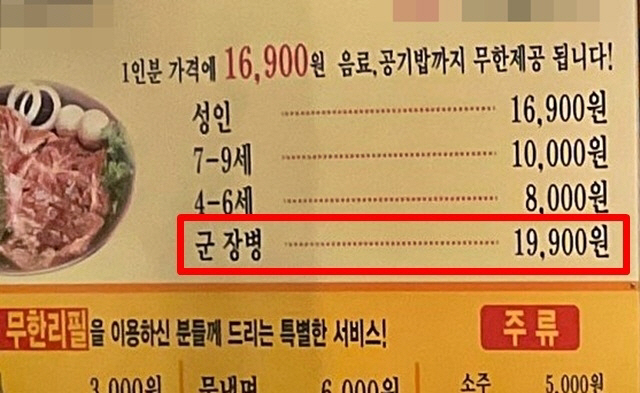 1인분 가격에 16,900원 음료,공기밥까지 무한제공 됩니다!
성인 16,900원
7-9세 10,000원
4-6세 8,000원
군 장병 19,900원
무한리필을 이용하신 분들께 드리는 특별한 서비스!
주류
3,000원 물냉면 6,000원 소주 5,000원